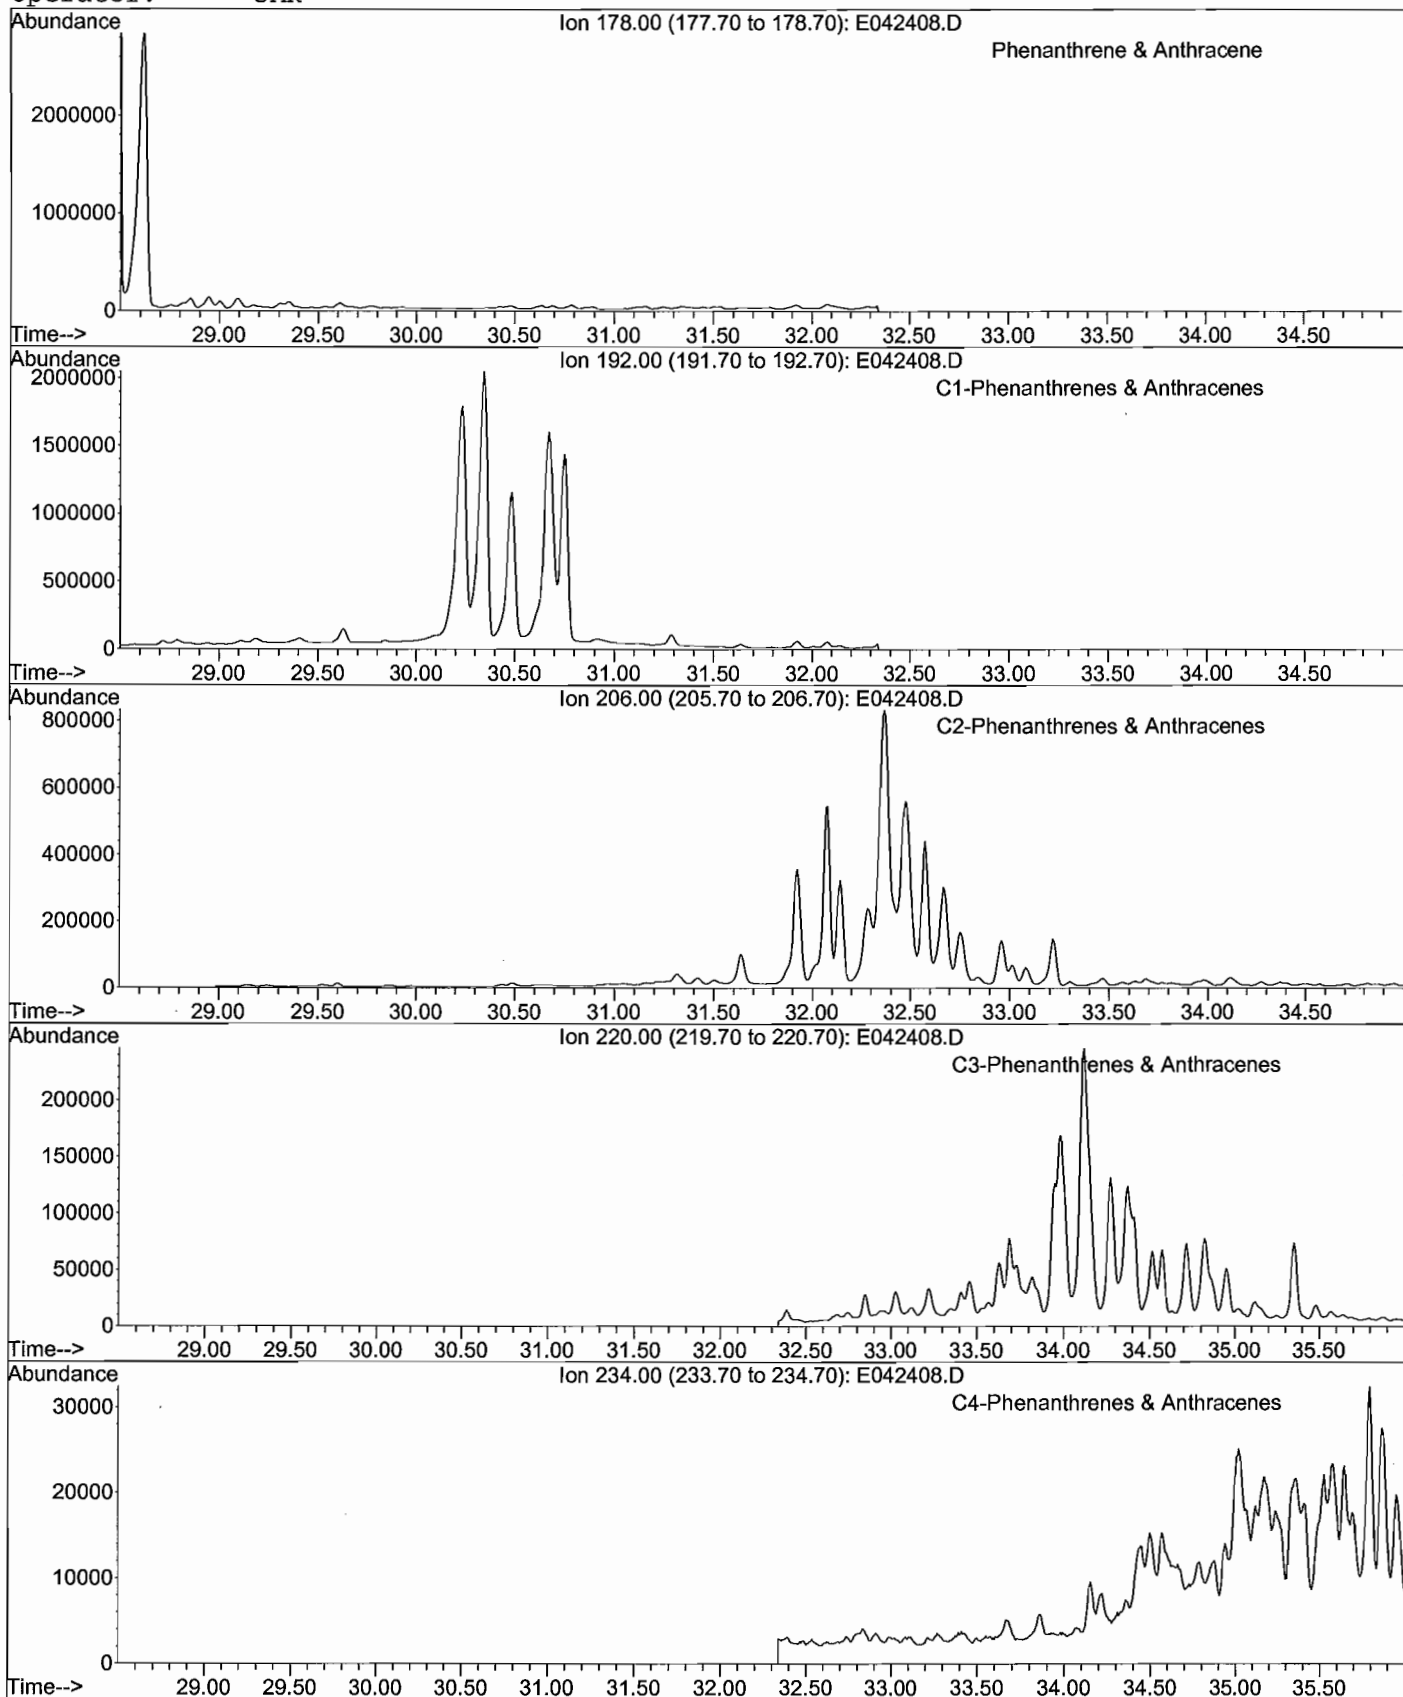 Abundance Ion 178.00 (177.70 to 178.70): E042408.D
Phenanthrene & Anthracene
2000000
1000000
0
Time--> 29.00 29.50 30.00 30.50 31.00 31.50 32.00 32.50 33.00 33.50 34.00 34.50
Abundance Ion 192.00 (191.70 to 192.70): E042408.D
2000000
C1-Phenanthrenes & Anthracenes
1500000
1000000
500000
0
Time--> 29.00 29.50 30.00 30.50 31.00 31.50 32.00 32.50 33.00 33.50 34.00 34.50
Abundance Ion 206.00 (205.70 to 206.70): E042408.D
800000
C2-Phenanthrenes & Anthracenes
600000
400000
200000
0
Time--> 29.00 29.50 30.00 30.50 31.00 31.50 32.00 32.50 33.00 33.50 34.00 34.50
Abundance Ion 220.00 (219.70 to 220.70): E042408.D
C3-Phenanthrenes & Anthracenes
200000
150000
100000
50000
0
Time--> 29.00 29.50 30.00 30.50 31.00 31.50 32.00 32.50 33.00 33.50 34.00 34.50 35.00 35.50
Abundance Ion 234.00 (233.70 to 234.70): E042408.D
C4-Phenanthrenes & Anthracenes
30000
20000
10000
0
Time--> 29.00 29.50 30.00 30.50 31.00 31.50 32.00 32.50 33.00 33.50 34.00 34.50 35.00 35.50